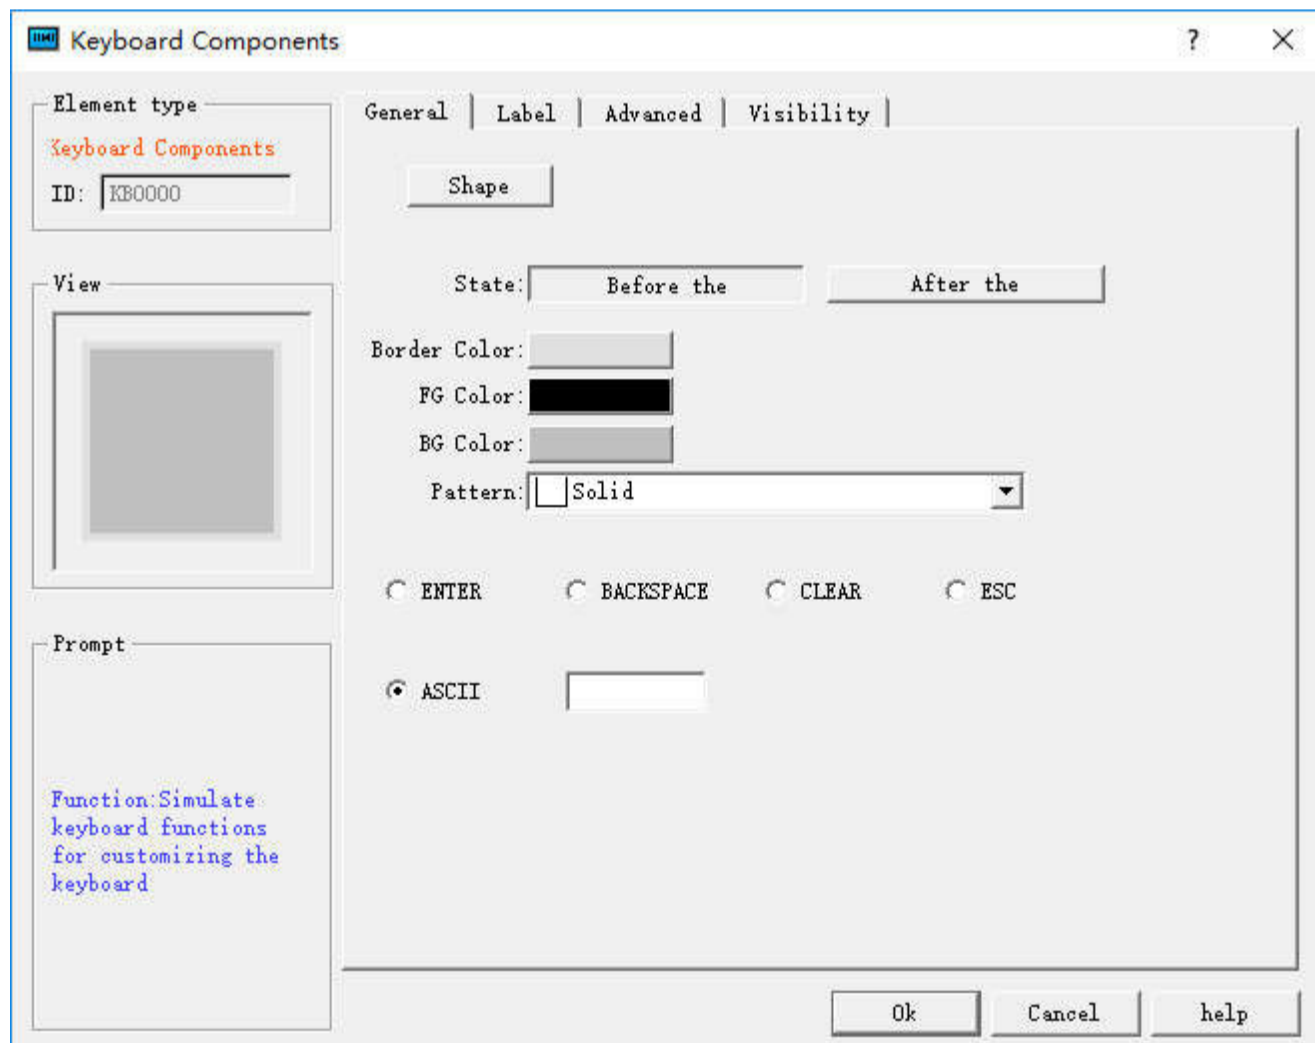 HMI Keyboard Components ?
Element type
Keyboard Components
ID: KB0000
View
Prompt
Function:Simulate
keyboard functions
for customizing the
keyboard
General Label Advanced Visibility
Shape
State: Before the After the
Border Color:
FG Color:
BG Color:
Pattern: Solid
ENTER BACKSPACE CLEAR ESC
ASCII
Ok Cancel help